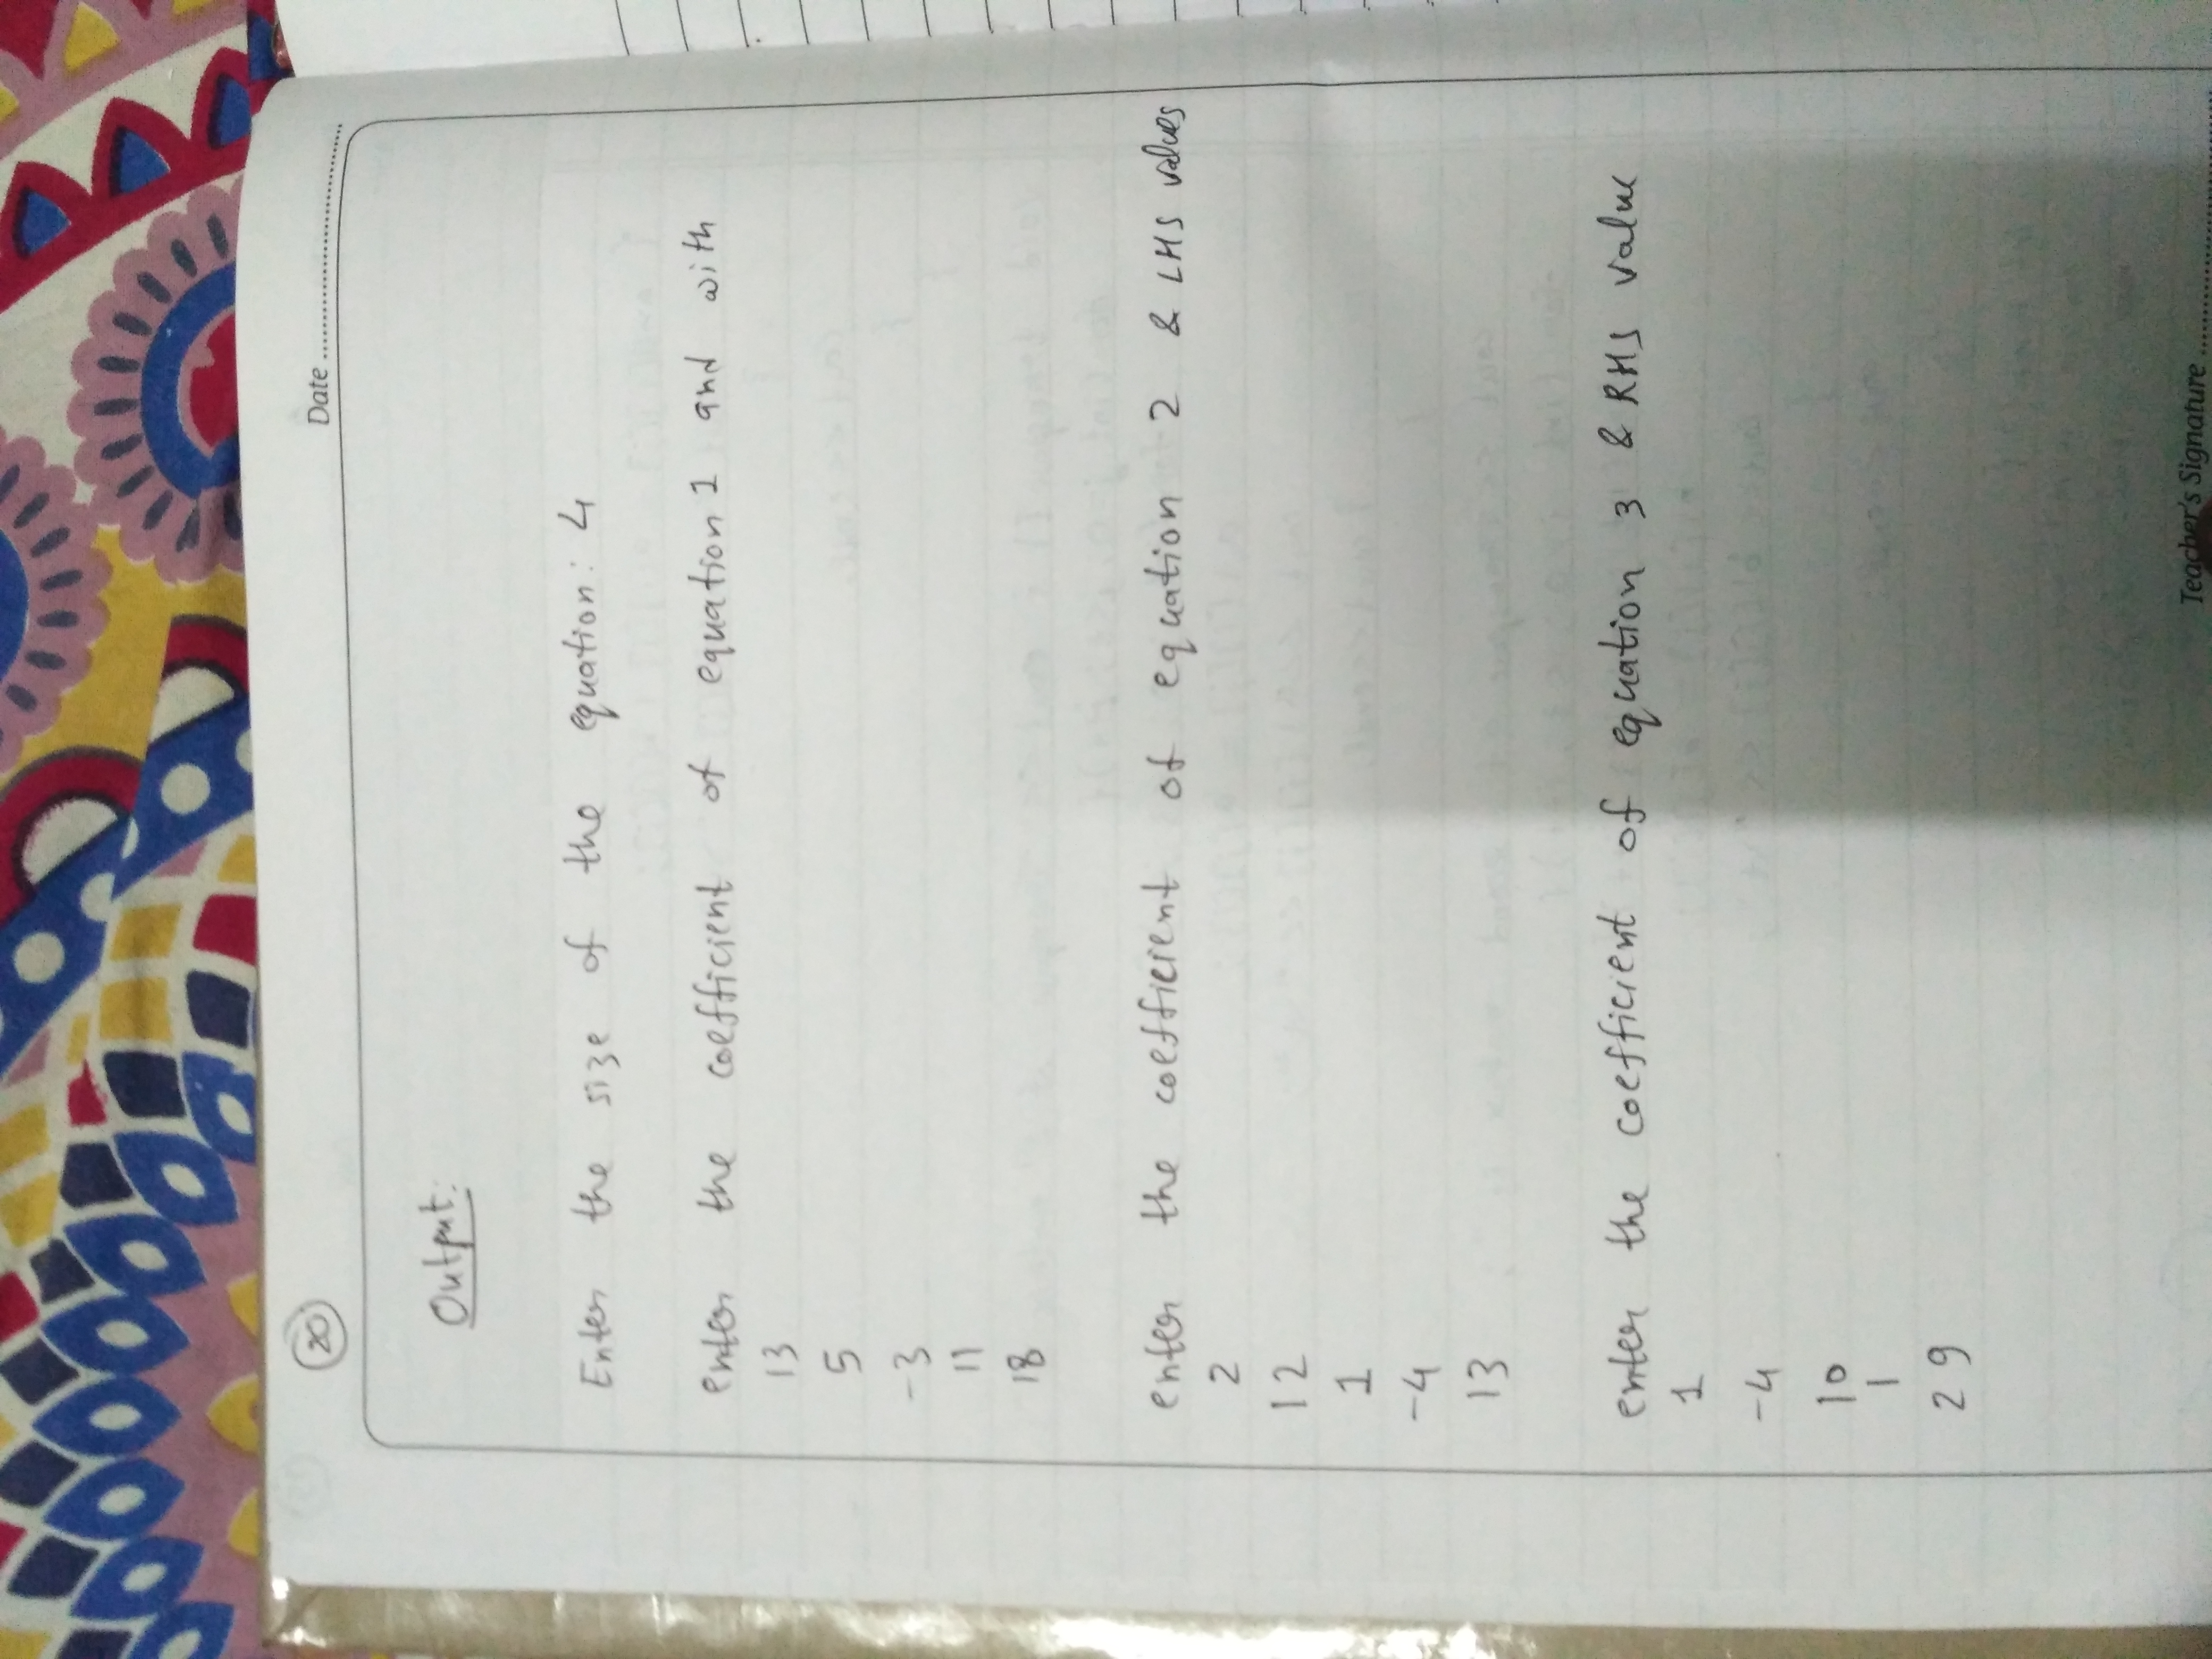 20
Date
Output:
Enter the size of the equation: 4
enter the coefficient of equation 1 and with
13
5
-3
11
18
enter the coefficient of equation 2 & LHS values
2
12
1
-4
13
enter the coefficient of equation 3 & RHS value
1
-4
10
1
29
Teacher's Signature